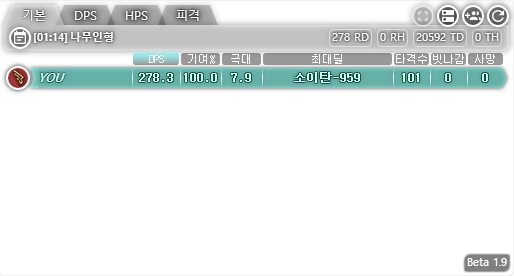 기본 DPS HPS 피격
[01:14] 나무인형 278 RD 0 RH 20592 TD 0 TH
DPS 기여% 극대 최대딜 타격수 빗나감 사망
YOU 278.3 100.0 7.9 소이탄-959 101 0 0
Beta 1.9